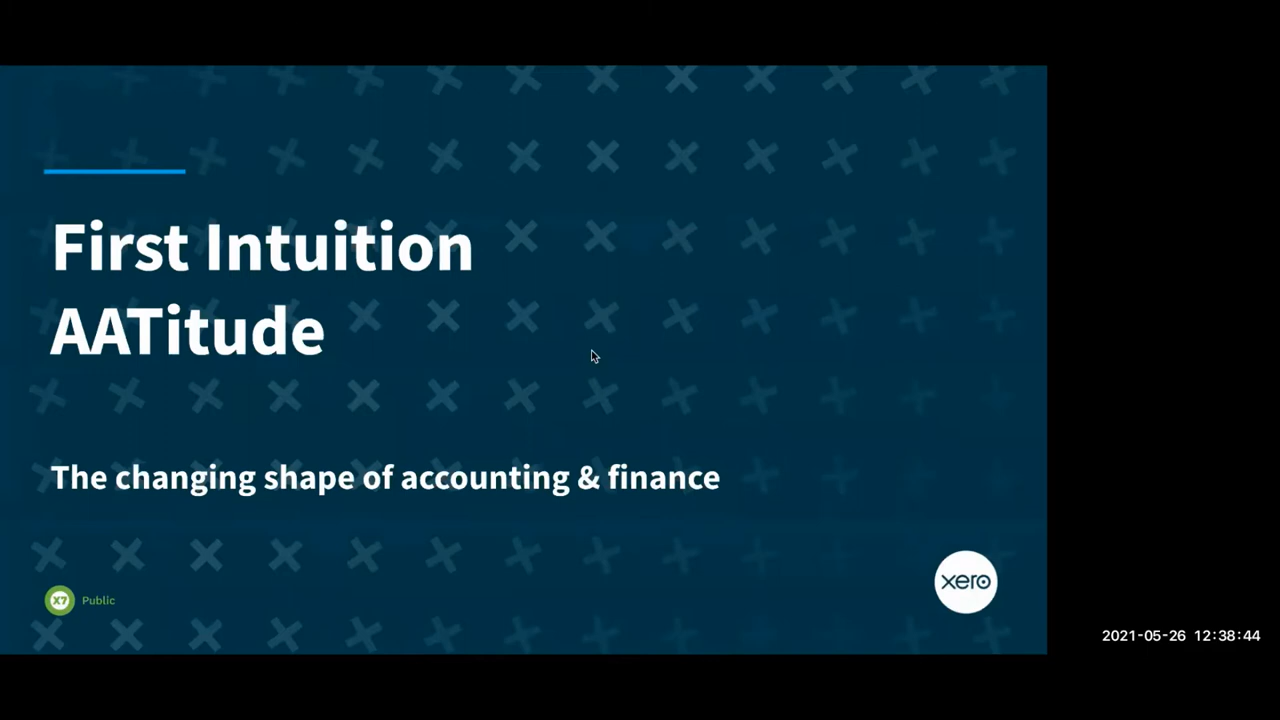 First Intuition
AATitude
The changing shape of accounting & finance
X? Public
xero
2021-05-26 12:38:44